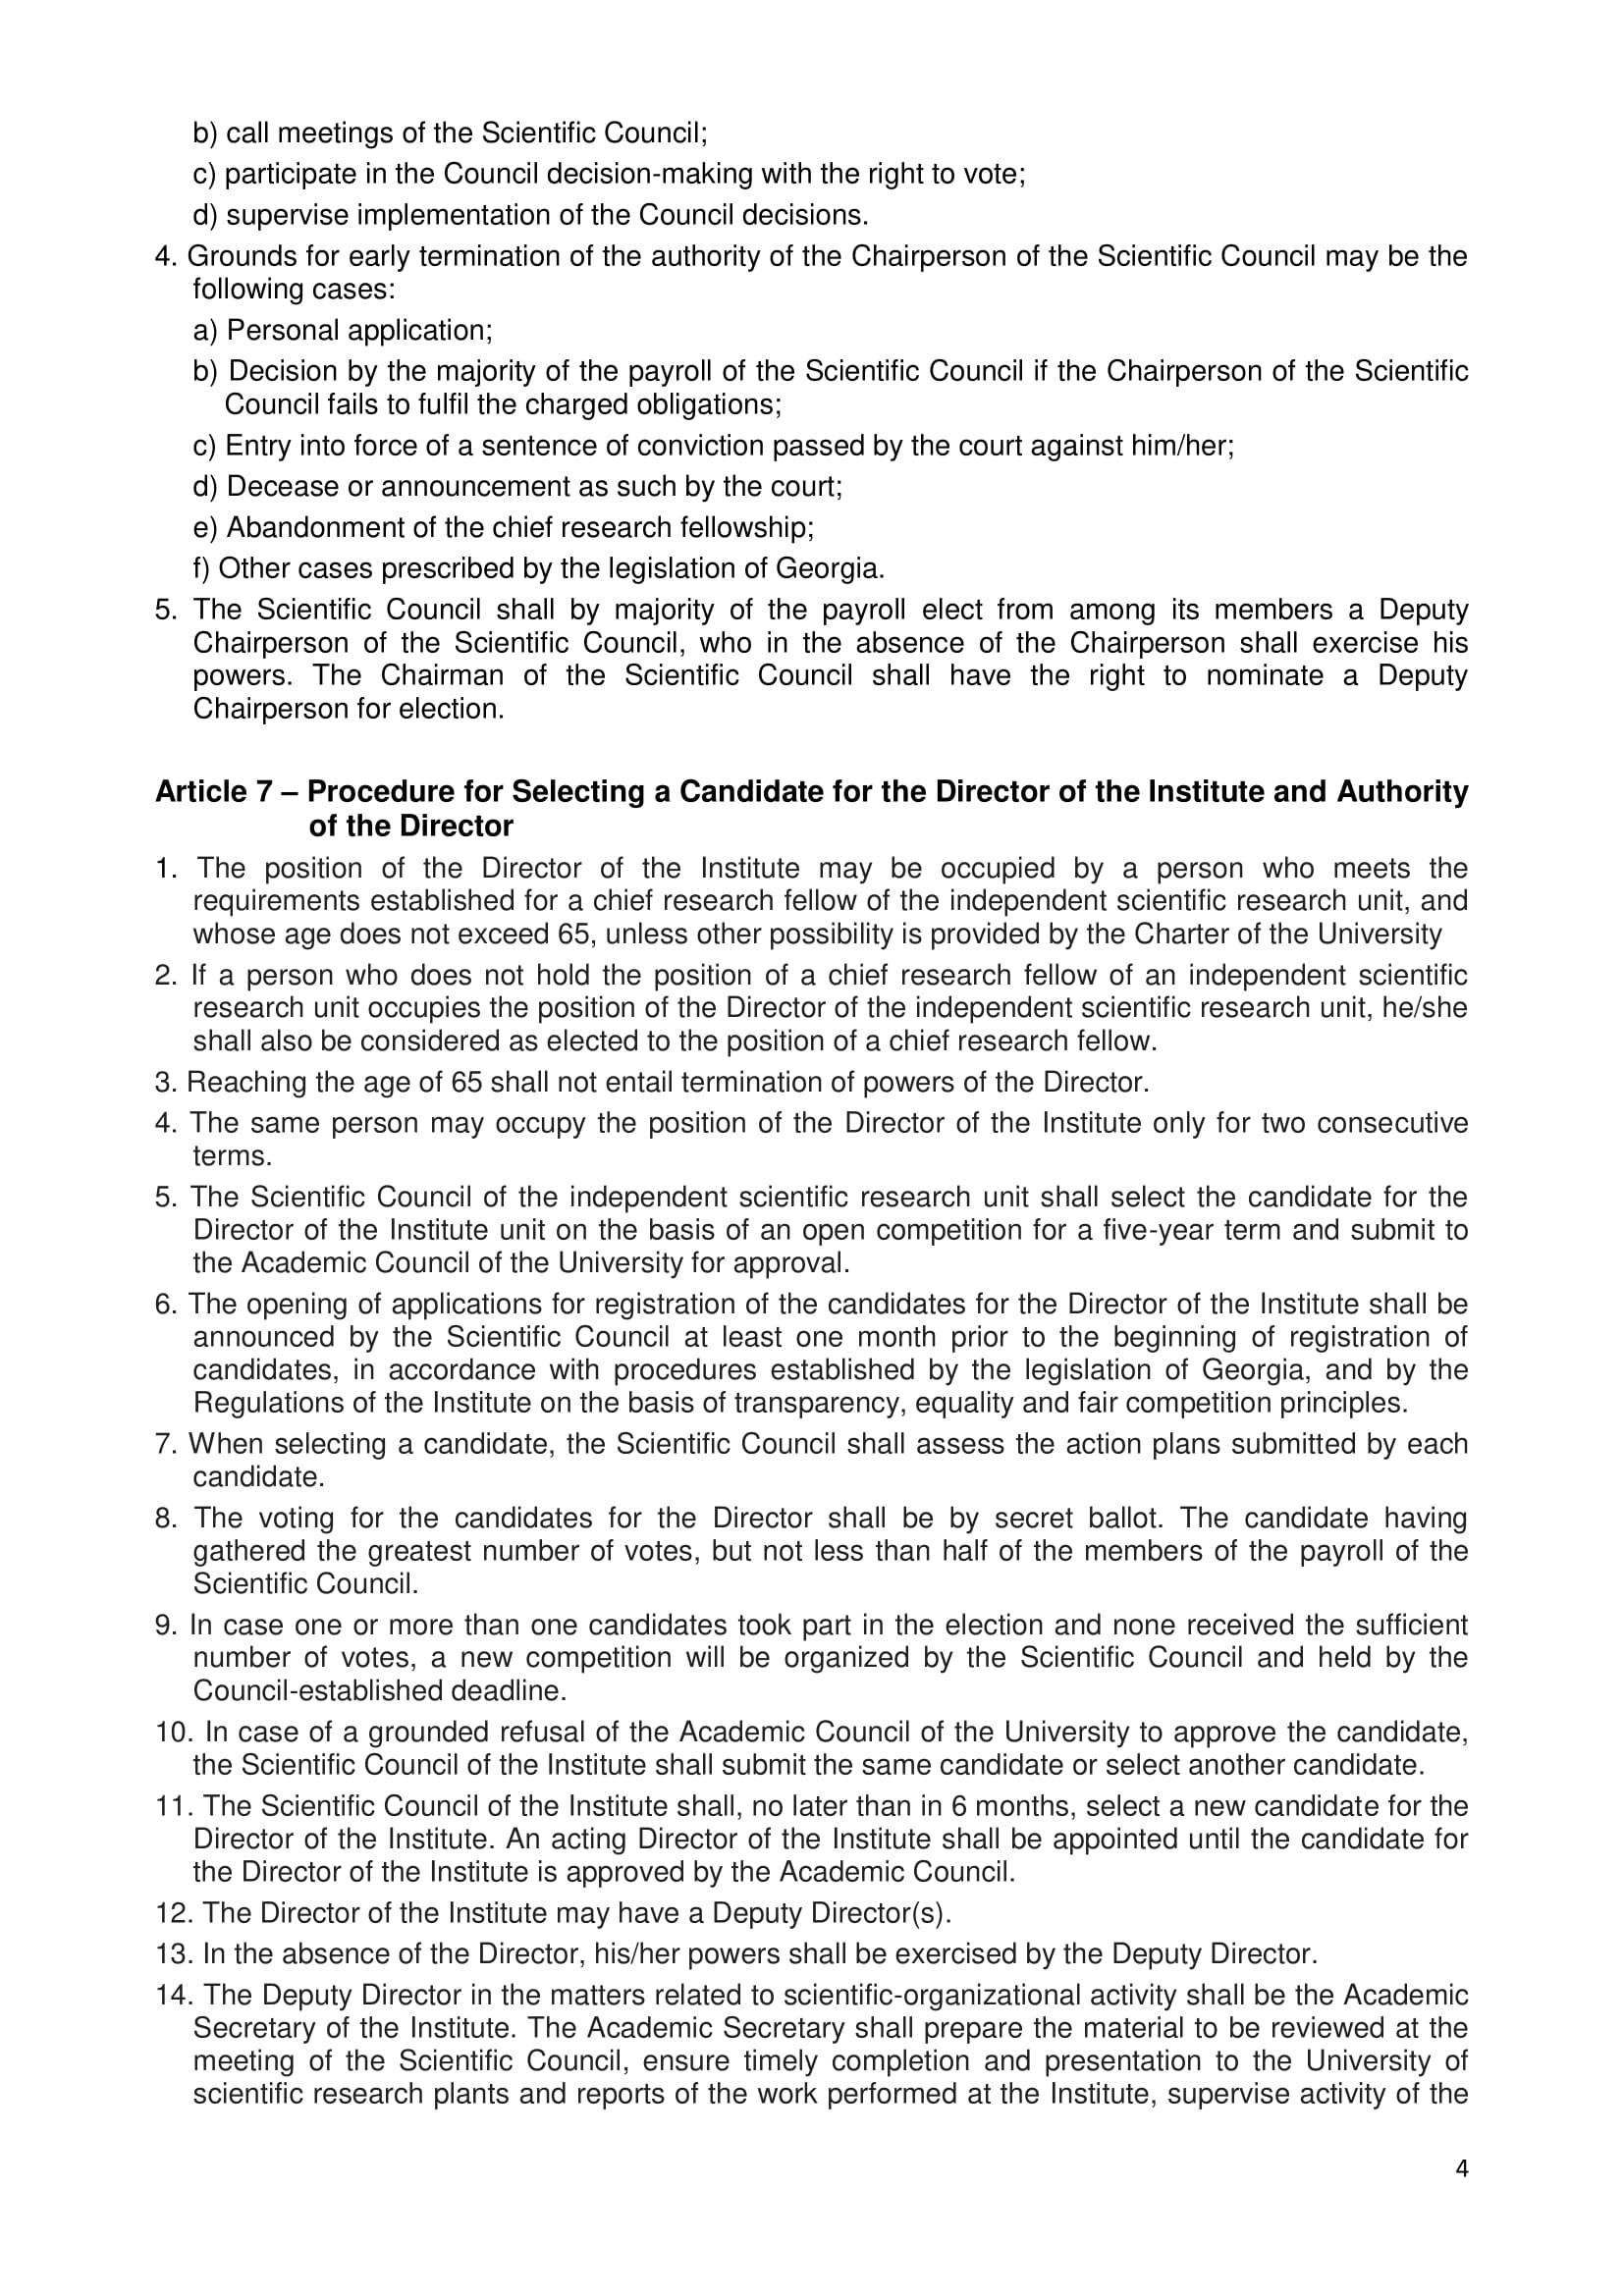 b) call meetings of the Scientific Council;
c) participate in the Council decision-making with the right to vote;
d) supervise implementation of the Council decisions.
4. Grounds for early termination of the authority of the Chairperson of the Scientific Council may be the
following cases:
a) Personal application;
b) Decision by the majority of the payroll of the Scientific Council if the Chairperson of the Scientific
Council fails to fulfil the charged obligations;
c) Entry into force of a sentence of conviction passed by the court against him/her;
d) Decease or announcement as such by the court;
e) Abandonment of the chief research fellowship;
f) Other cases prescribed by the legislation of Georgia.
5. The Scientific Council shall by majority of the payroll elect from among its members a Deputy
Chairperson of the Scientific Council, who in the absence of the Chairperson shall exercise his
powers. The Chairman of the Scientific Council shall have the right to nominate a Deputy
Chairperson for election.
Article 7 – Procedure for Selecting a Candidate for the Director of the Institute and Authority
of the Director
1. The position of the Director of the Institute may be occupied by a person who meets the
requirements established for a chief research fellow of the independent scientific research unit, and
whose age does not exceed 65, unless other possibility is provided by the Charter of the University
2. If a person who does not hold the position of a chief research fellow of an independent scientific
research unit occupies the position of the Director of the independent scientific research unit, he/she
shall also be considered as elected to the position of a chief research fellow.
3. Reaching the age of 65 shall not entail termination of powers of the Director.
4. The same person may occupy the position of the Director of the Institute only for two consecutive
terms.
5. The Scientific Council of the independent scientific research unit shall select the candidate for the
Director of the Institute unit on the basis of an open competition for a five-year term and submit to
the Academic Council of the University for approval.
6. The opening of applications for registration of the candidates for the Director of the Institute shall be
announced by the Scientific Council at least one month prior to the beginning of registration of
candidates, in accordance with procedures established by the legislation of Georgia, and by the
Regulations of the Institute on the basis of transparency, equality and fair competition principles.
7. When selecting a candidate, the Scientific Council shall assess the action plans submitted by each
candidate.
8. The voting for the candidates for the Director shall be by secret ballot. The candidate having
gathered the greatest number of votes, but not less than half of the members of the payroll of the
Scientific Council.
9. In case one or more than one candidates took part in the election and none received the sufficient
number of votes, a new competition will be organized by the Scientific Council and held by the
Council-established deadline.
10. In case of a grounded refusal of the Academic Council of the University to approve the candidate,
the Scientific Council of the Institute shall submit the same candidate or select another candidate.
11. The Scientific Council of the Institute shall, no later than in 6 months, select a new candidate for the
Director of the Institute. An acting Director of the Institute shall be appointed until the candidate for
the Director of the Institute is approved by the Academic Council.
12. The Director of the Institute may have a Deputy Director(s).
13. In the absence of the Director, his/her powers shall be exercised by the Deputy Director.
14. The Deputy Director in the matters related to scientific-organizational activity shall be the Academic
Secretary of the Institute. The Academic Secretary shall prepare the material to be reviewed at the
meeting of the Scientific Council, ensure timely completion and presentation to the University of
scientific research plants and reports of the work performed at the Institute, supervise activity of the
4